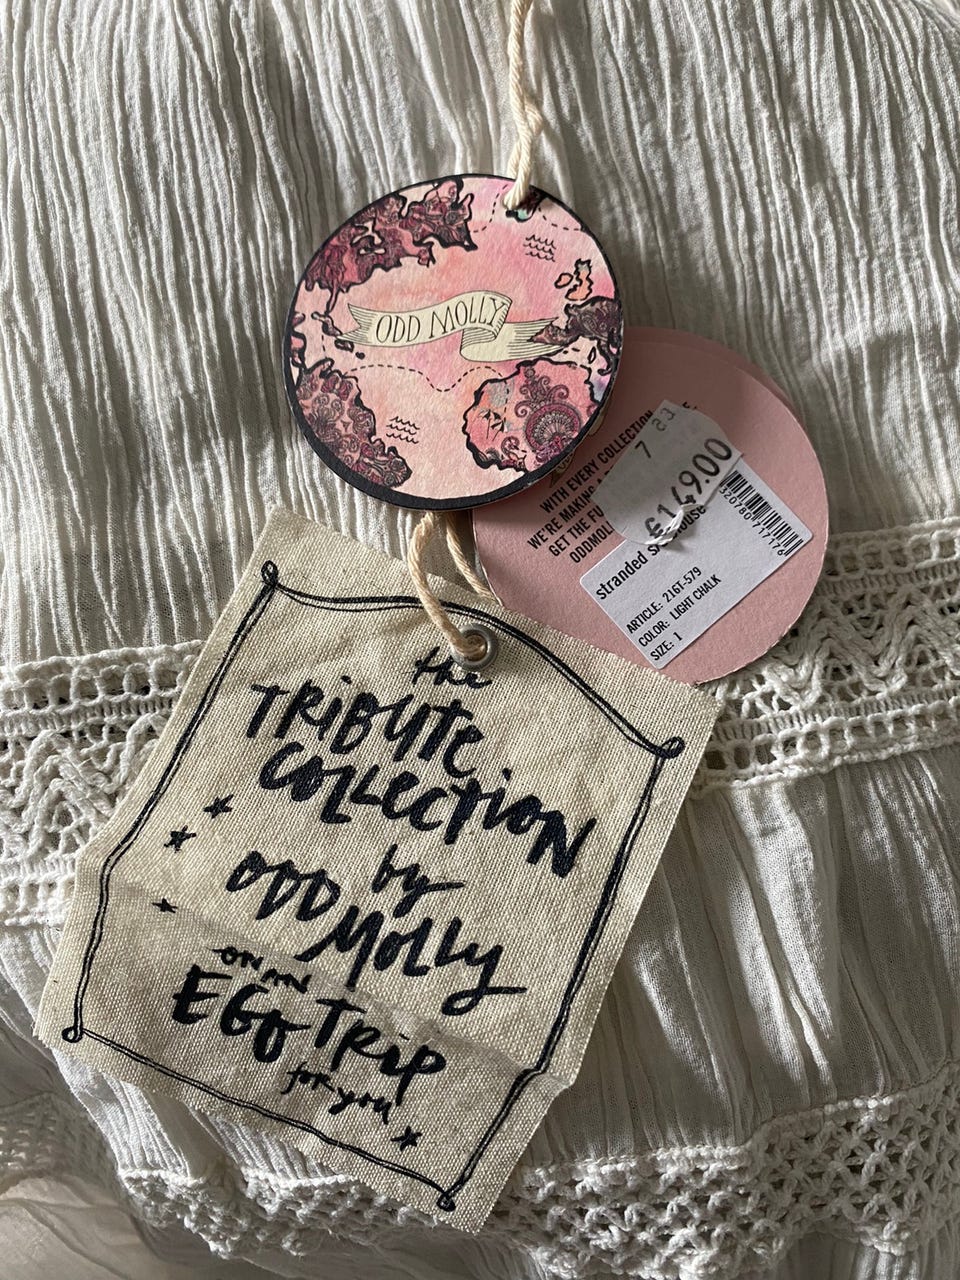 ODD MOLLY
WITH EVERY COLLECTION
WE'RE MAKING A
GET THE FU
ODDMOLL
7
£149.00
stranded
ARTICLE: 216T-579
COLOR: LIGHT CHALK
SIZE: 1
the
TRIBUTE
COLLECTION
by
ODD MOLLY
ON AN
EGO TRIP
for you